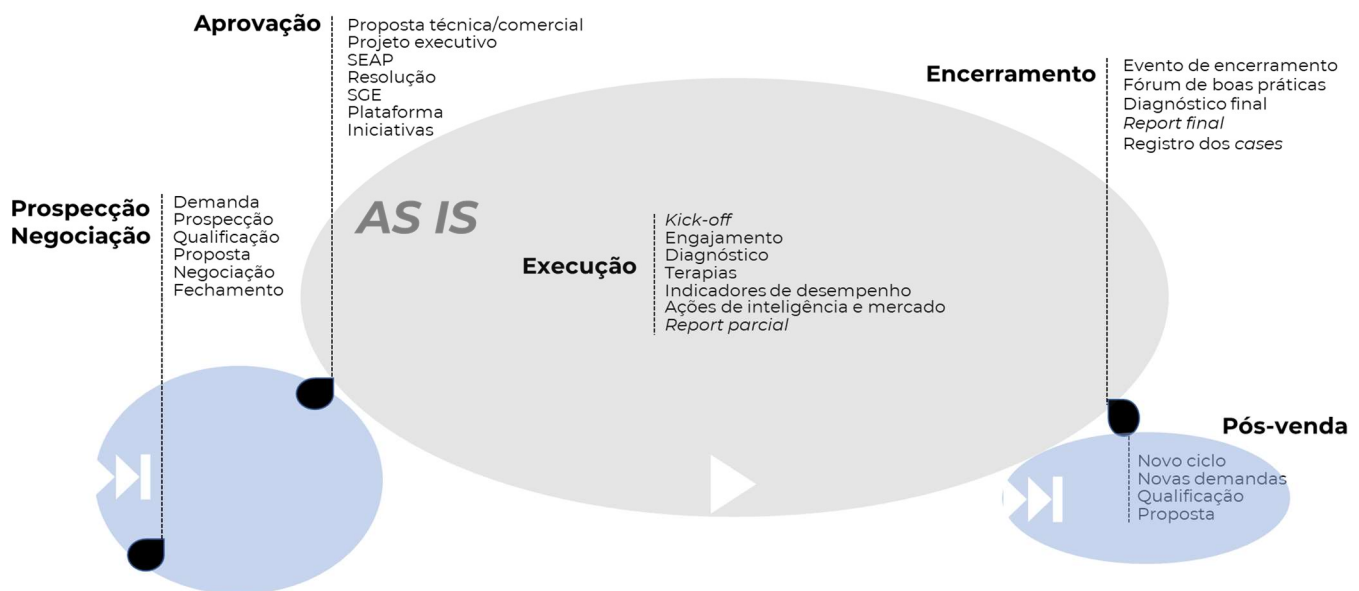 Aprovação
Proposta técnica/comercial
Projeto executivo
SEAP
Resolução
SGE
Plataforma
Iniciativas
Encerramento
Evento de encerramento
Fórum de boas práticas
Diagnóstico final
Report final
Registro dos cases
Prospecção
Negociação
Demanda
Prospecção
Qualificação
Proposta
Negociação
Fechamento
AS IS
Execução
Kick-off
Engajamento
Diagnóstico
Terapias
Indicadores de desempenho
Ações de inteligência e mercado
Report parcial
Pós-venda
Novo ciclo
Novas demandas
Qualificação
Proposta